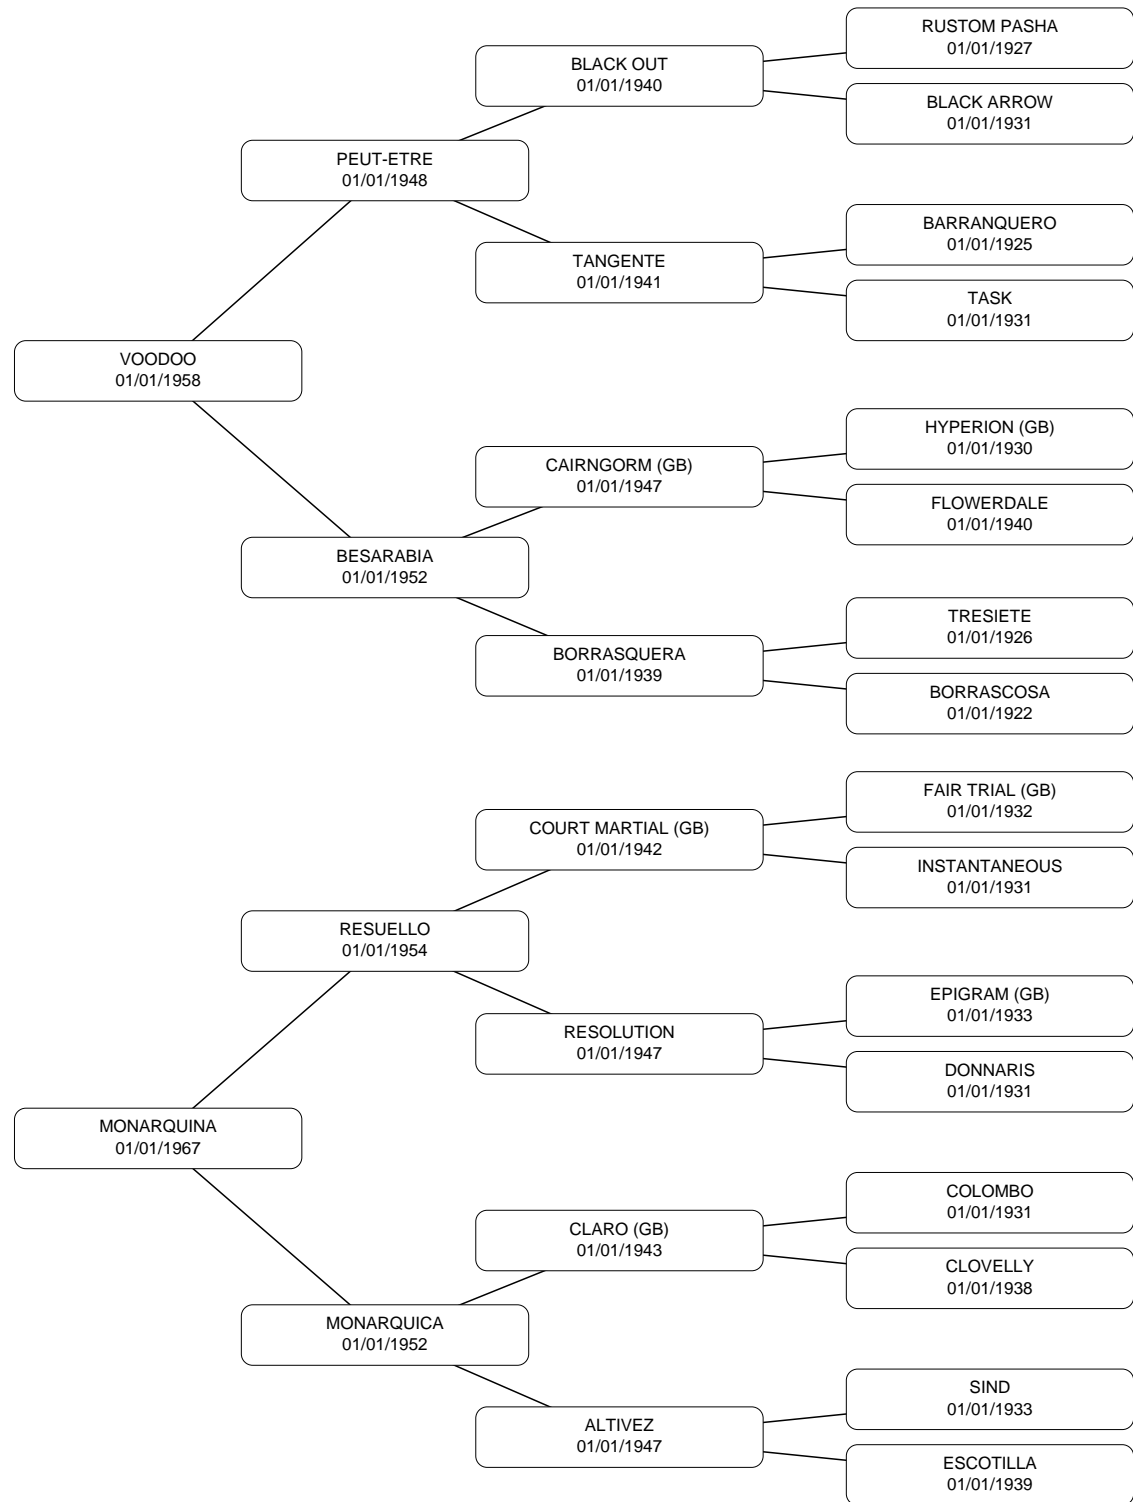 RUSTOM PASHA
01/01/1927
BLACK OUT
01/01/1940
BLACK ARROW
01/01/1931
PEUT-ETRE
01/01/1948
BARRANQUERO
01/01/1925
TANGENTE
01/01/1941
TASK
01/01/1931
VOODOO
01/01/1958
HYPERION (GB)
01/01/1930
CAIRNGORM (GB)
01/01/1947
FLOWERDALE
01/01/1940
BESARABIA
01/01/1952
TRESIETE
01/01/1926
BORRASQUERA
01/01/1939
BORRASCOSA
01/01/1922
FAIR TRIAL (GB)
01/01/1932
COURT MARTIAL (GB)
01/01/1942
INSTANTANEOUS
01/01/1931
RESUELLO
01/01/1954
EPIGRAM (GB)
01/01/1933
RESOLUTION
01/01/1947
DONNARIS
01/01/1931
MONARQUINA
01/01/1967
COLOMBO
01/01/1931
CLARO (GB)
01/01/1943
CLOVELLY
01/01/1938
MONARQUICA
01/01/1952
SIND
01/01/1933
ALTIVEZ
01/01/1947
ESCOTILLA
01/01/1939